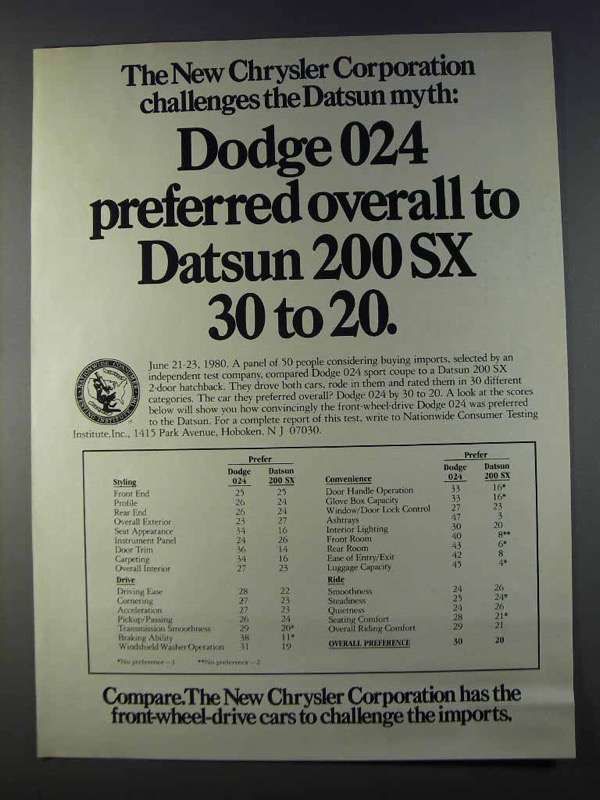 The New Chrysler Corporation
challenges the Datsun myth:
Dodge 024
preferred overall to
Datsun 200 SX
30 to 20.
June 21-23, 1980. A panel of 50 people considering buying imports, selected by an
independent test company, compared Dodge 024 sport coupe to a Datsun 200 SX
2-door hatchback. They drove both cars, rode in them and rated them in 30 different
categories. The car they preferred overall? Dodge 024 by 30 to 20. A look at the scores
below will show you how convincingly the front-wheel-drive Dodge 024 was preferred
to the Datsun. For a complete report of this test, write to Nationwide Consumer Testing
Institute, Inc., 1415 Park Avenue, Hoboken, N J 07030.
Prefer
Styling Dodge 024 Datsun 200 SX
Front End 25 25
Profile 26 24
Rear End 26 24
Overall Exterior 23 27
Seat Appearance 34 16
Instrument Panel 24 26
Door Trim 36 14
Carpeting 34 16
Overall Interior 27 23
Drive
Driving Ease 28 22
Cornering 27 23
Acceleration 27 23
Pickup/Passing 26 24
Transmission Smoothness 29 20*
Braking Ability 38 11*
Windshield Washer Operation 31 19
*No preference –1 **No preference –2
Prefer
Convenience Dodge 024 Datsun 200 SX
Door Handle Operation 33 16*
Glove Box Capacity 33 16*
Window/Door Lock Control 27 23
Ashtrays 47 3
Interior Lighting 30 20
Front Room 40 8**
Rear Room 43 6*
Ease of Entry/Exit 42 8
Luggage Capacity 45 4*
Ride
Smoothness 24 26
Steadiness 25 24*
Quietness 24 26
Seating Comfort 28 21*
Overall Riding Comfort 29 21
OVERALL PREFERENCE 30 20
Compare. The New Chrysler Corporation has the
front-wheel-drive cars to challenge the imports.